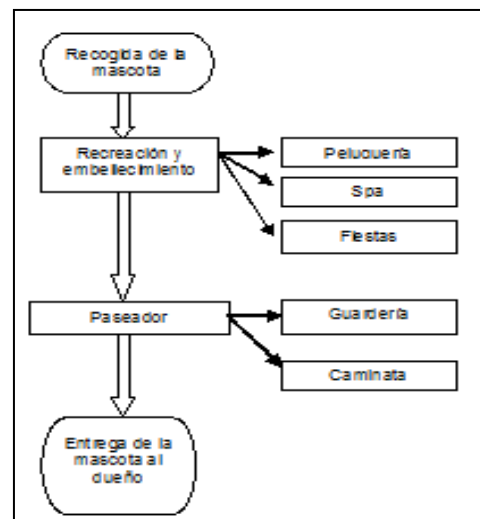 Recogida de la
mascota
Recreación y
embellecimiento
Peluquería
Spa
Fiestas
Paseador
Guardería
Caminata
Entrega de la
mascota al
dueño